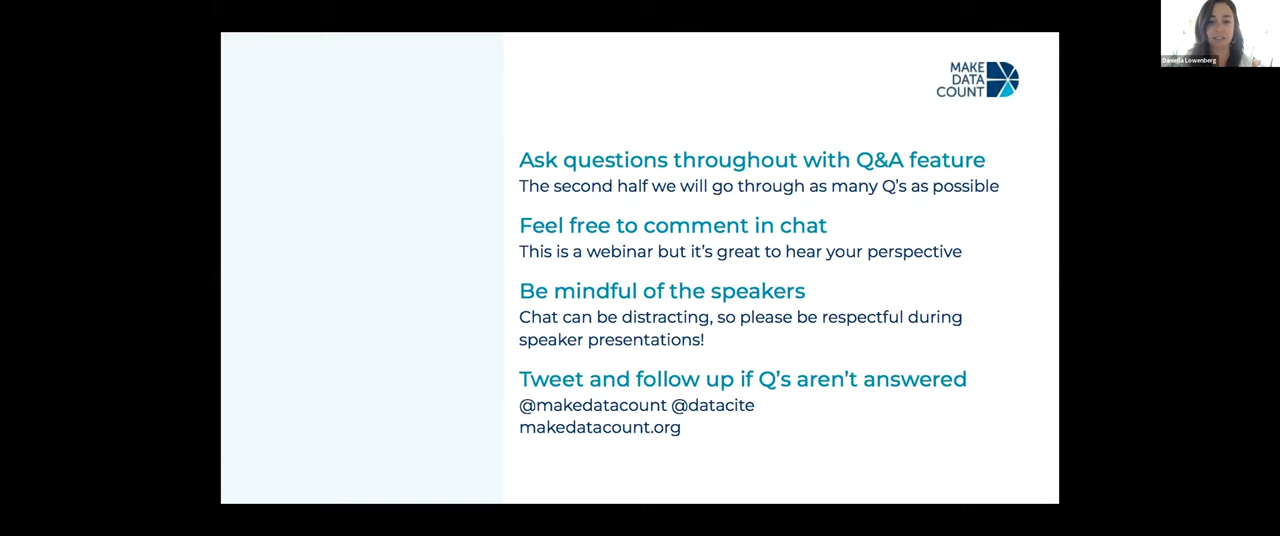 Daniella Lowenberg
MAKE
DATA
COUNT
Ask questions throughout with Q&A feature
The second half we will go through as many Q's as possible
Feel free to comment in chat
This is a webinar but it's great to hear your perspective
Be mindful of the speakers
Chat can be distracting, so please be respectful during
speaker presentations!
Tweet and follow up if Q's aren't answered
@makedatacount @datacite
makedatacount.org